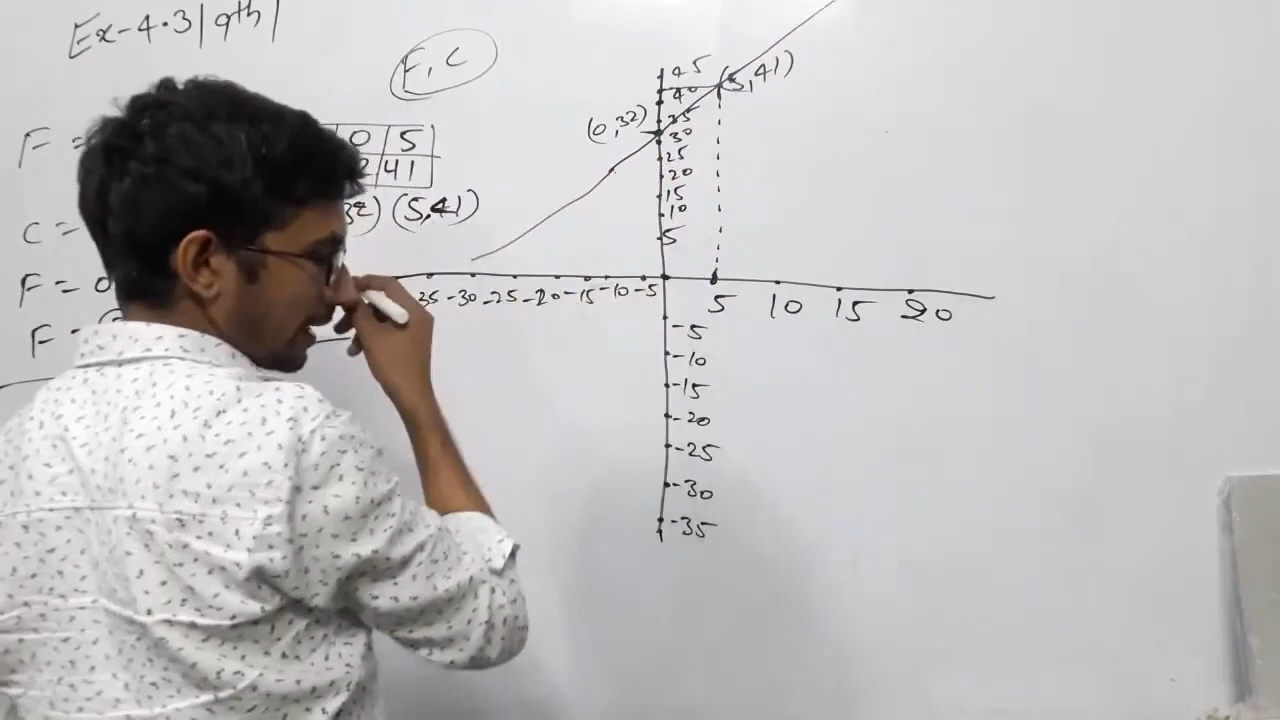 Ex-4.3|9th|
F, C
F =
0 5
41
(5,41)
C =
F = 0
F =
45
(5,41)
40
35
(0,32)
30
25
20
15
10
5
-30 -25 -20 -15 -10 -5
5 10 15 20
-5
-10
-15
-20
-25
-30
-35